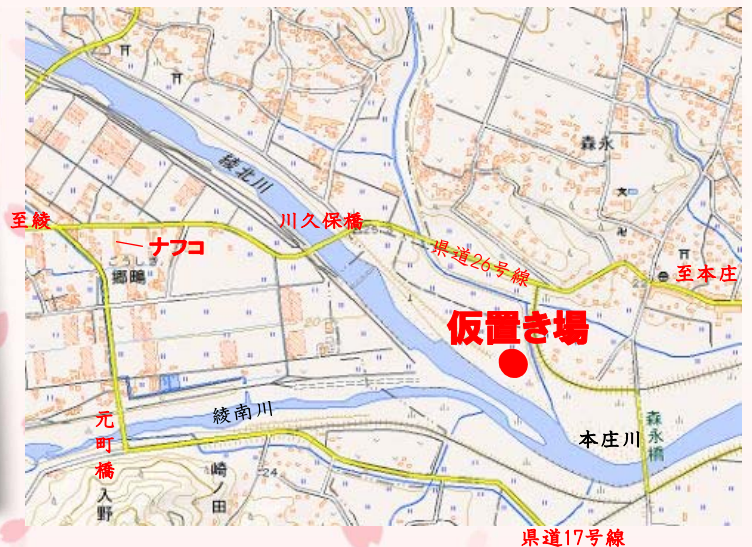 綾北川
森永
文
至綾
川久保橋
ナフコ
県道26号線
郷鴫
至本庄
仮置き場
元町橋
綾南川
本庄川
森永橋
入野
崎ノ田
24
県道17号線